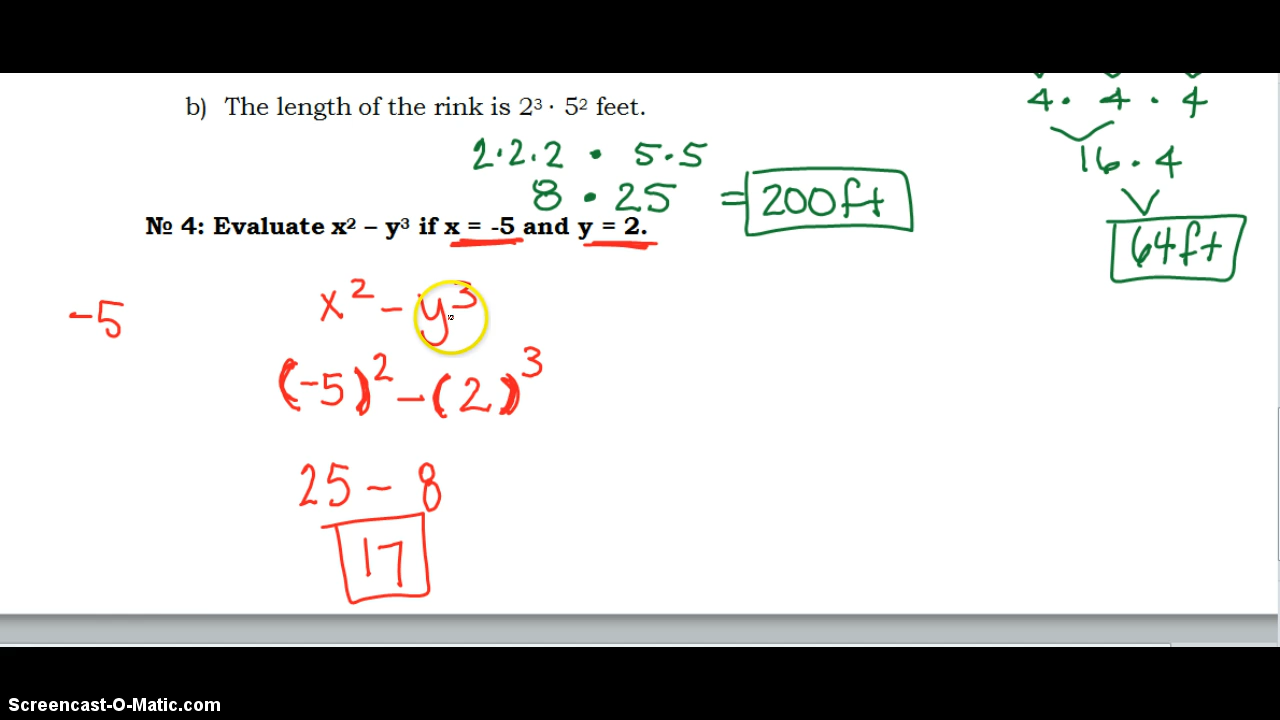 b) The length of the rink is 2³ · 5² feet.
4 · 4 · 4
2·2·2 · 5·5
16 · 4
8 · 25 = 200ft
№ 4: Evaluate x² – y³ if x = -5 and y = 2.
64ft
-5
x² - y³
(-5)² - (2)³
25 - 8
17
Screencast-O-Matic.com